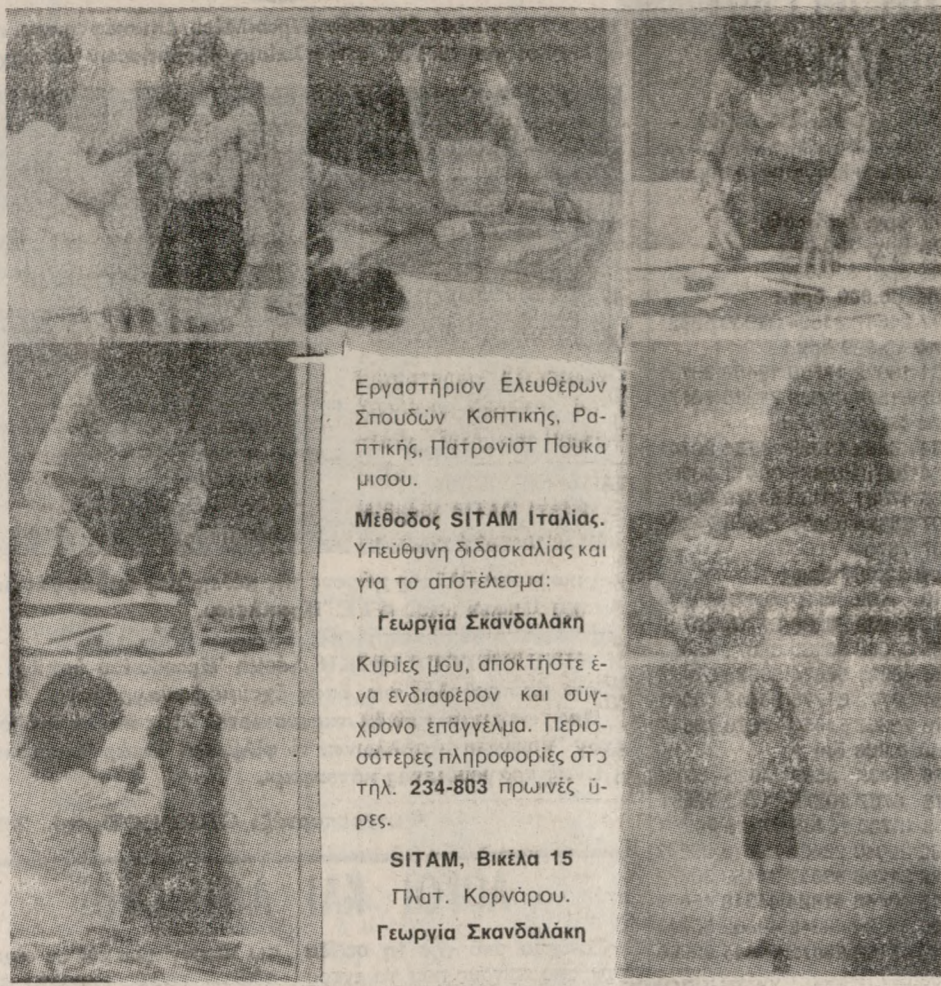 Εργαστήριον Ελευθέρων
Σπουδών Κοπτικής, Ρα-
πτικής, Πατρονίστ Πουκα
μισου.
Μέθοδος SITAM Ιταλίας.
Υπεύθυνη διδασκαλίας και
για το αποτέλεσμα:
Γεωργία Σκανδαλάκη
Κυρίες μου, αποκτήστε έ-
να ενδιαφέρον και σύγ-
χρονο επάγγελμα. Περισ-
σότερες πληροφορίες στο
τηλ. 234-803 πρωινές ώ-
ρες.
SITAM, Βικέλα 15
Πλατ. Κορνάρου.
Γεωργία Σκανδαλάκη